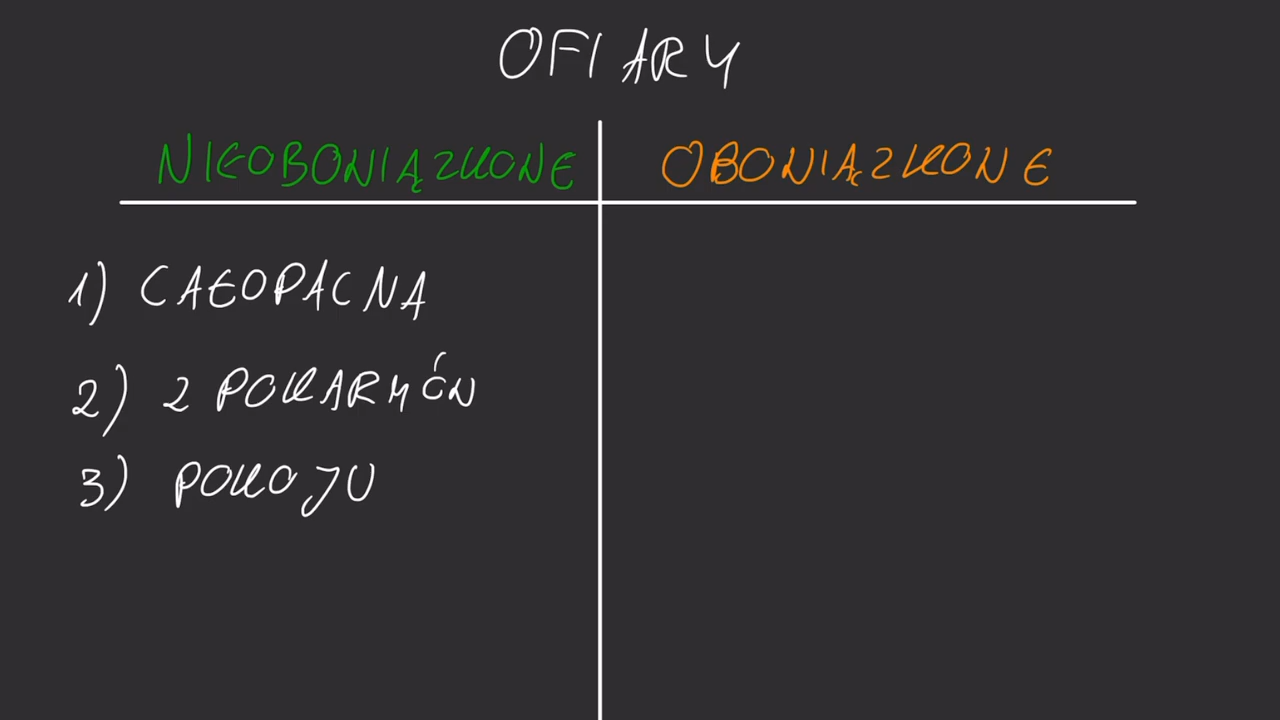 OFIARY
NIEOBOWIĄZKOWE
OBOWIĄZKOWE
1) CAŁOPALNA
2) Z POKARMÓW
3) POKOJU